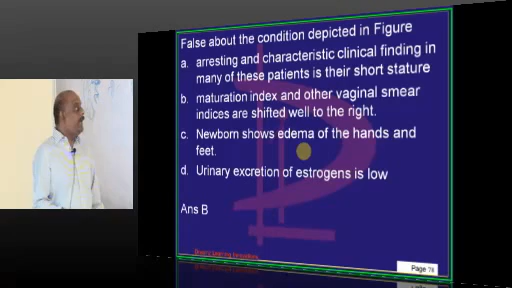 False about the condition depicted in Figure
a. arresting and characteristic clinical finding in
many of these patients is their short stature
b. maturation index and other vaginal smear
indices are shifted well to the right.
c. Newborn shows edema of the hands and
feet.
d. Urinary excretion of estrogens is low
Ans B
Page 78